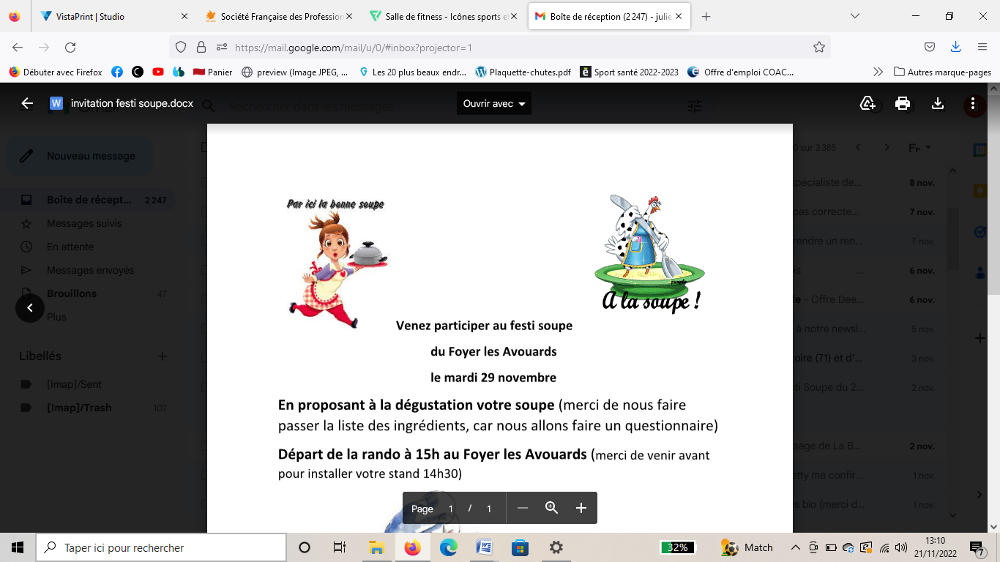 VistaPrint | Studio
Société Française des Profession
Salle de fitness - Icônes sports e
Boîte de réception (2 247) - julie
https://mail.google.com/mail/u/0/#inbox?projector=1
Débuter avec Firefox
Panier
preview (Image JPEG, ...
Les 20 plus beaux endr...
Plaquette-chutes.pdf
Sport santé 2022-2023
Offre d'emploi COAC...
Autres marque-pages
invitation festi soupe.docx
Rechercher dans les messages
Ouvrir avec
Nouveau message
sur 3 385
Boîte de récept... 2 247
Messages suivis
En attente
Messages envoyés
Brouillons 47
Plus
Libellés
[Imap]/Sent
[Imap]/Trash 107
spécialiste de... 8 nov.
pas correcte... 7 nov.
rendre un ren... 7 nov.
... 6 nov.
- Offre Dee... 6 nov.
à notre newsl... 5 nov.
oire (71) et d'... 3 nov.
sti Soupe du 2... 2 nov.
sage de La B... 2 nov.
etty me confir... 1 nov.
s bio (merci d... 1 nov.
Par ici la bonne soupe
A la soupe !
Venez participer au festi soupe
du Foyer les Avouards
le mardi 29 novembre
En proposant à la dégustation votre soupe (merci de nous faire
passer la liste des ingrédients, car nous allons faire un questionnaire)
Départ de la rando à 15h au Foyer les Avouards (merci de venir avant
pour installer votre stand 14h30)
Page 1 / 1
Taper ici pour rechercher
32%
Match
13:10
21/11/2022
7